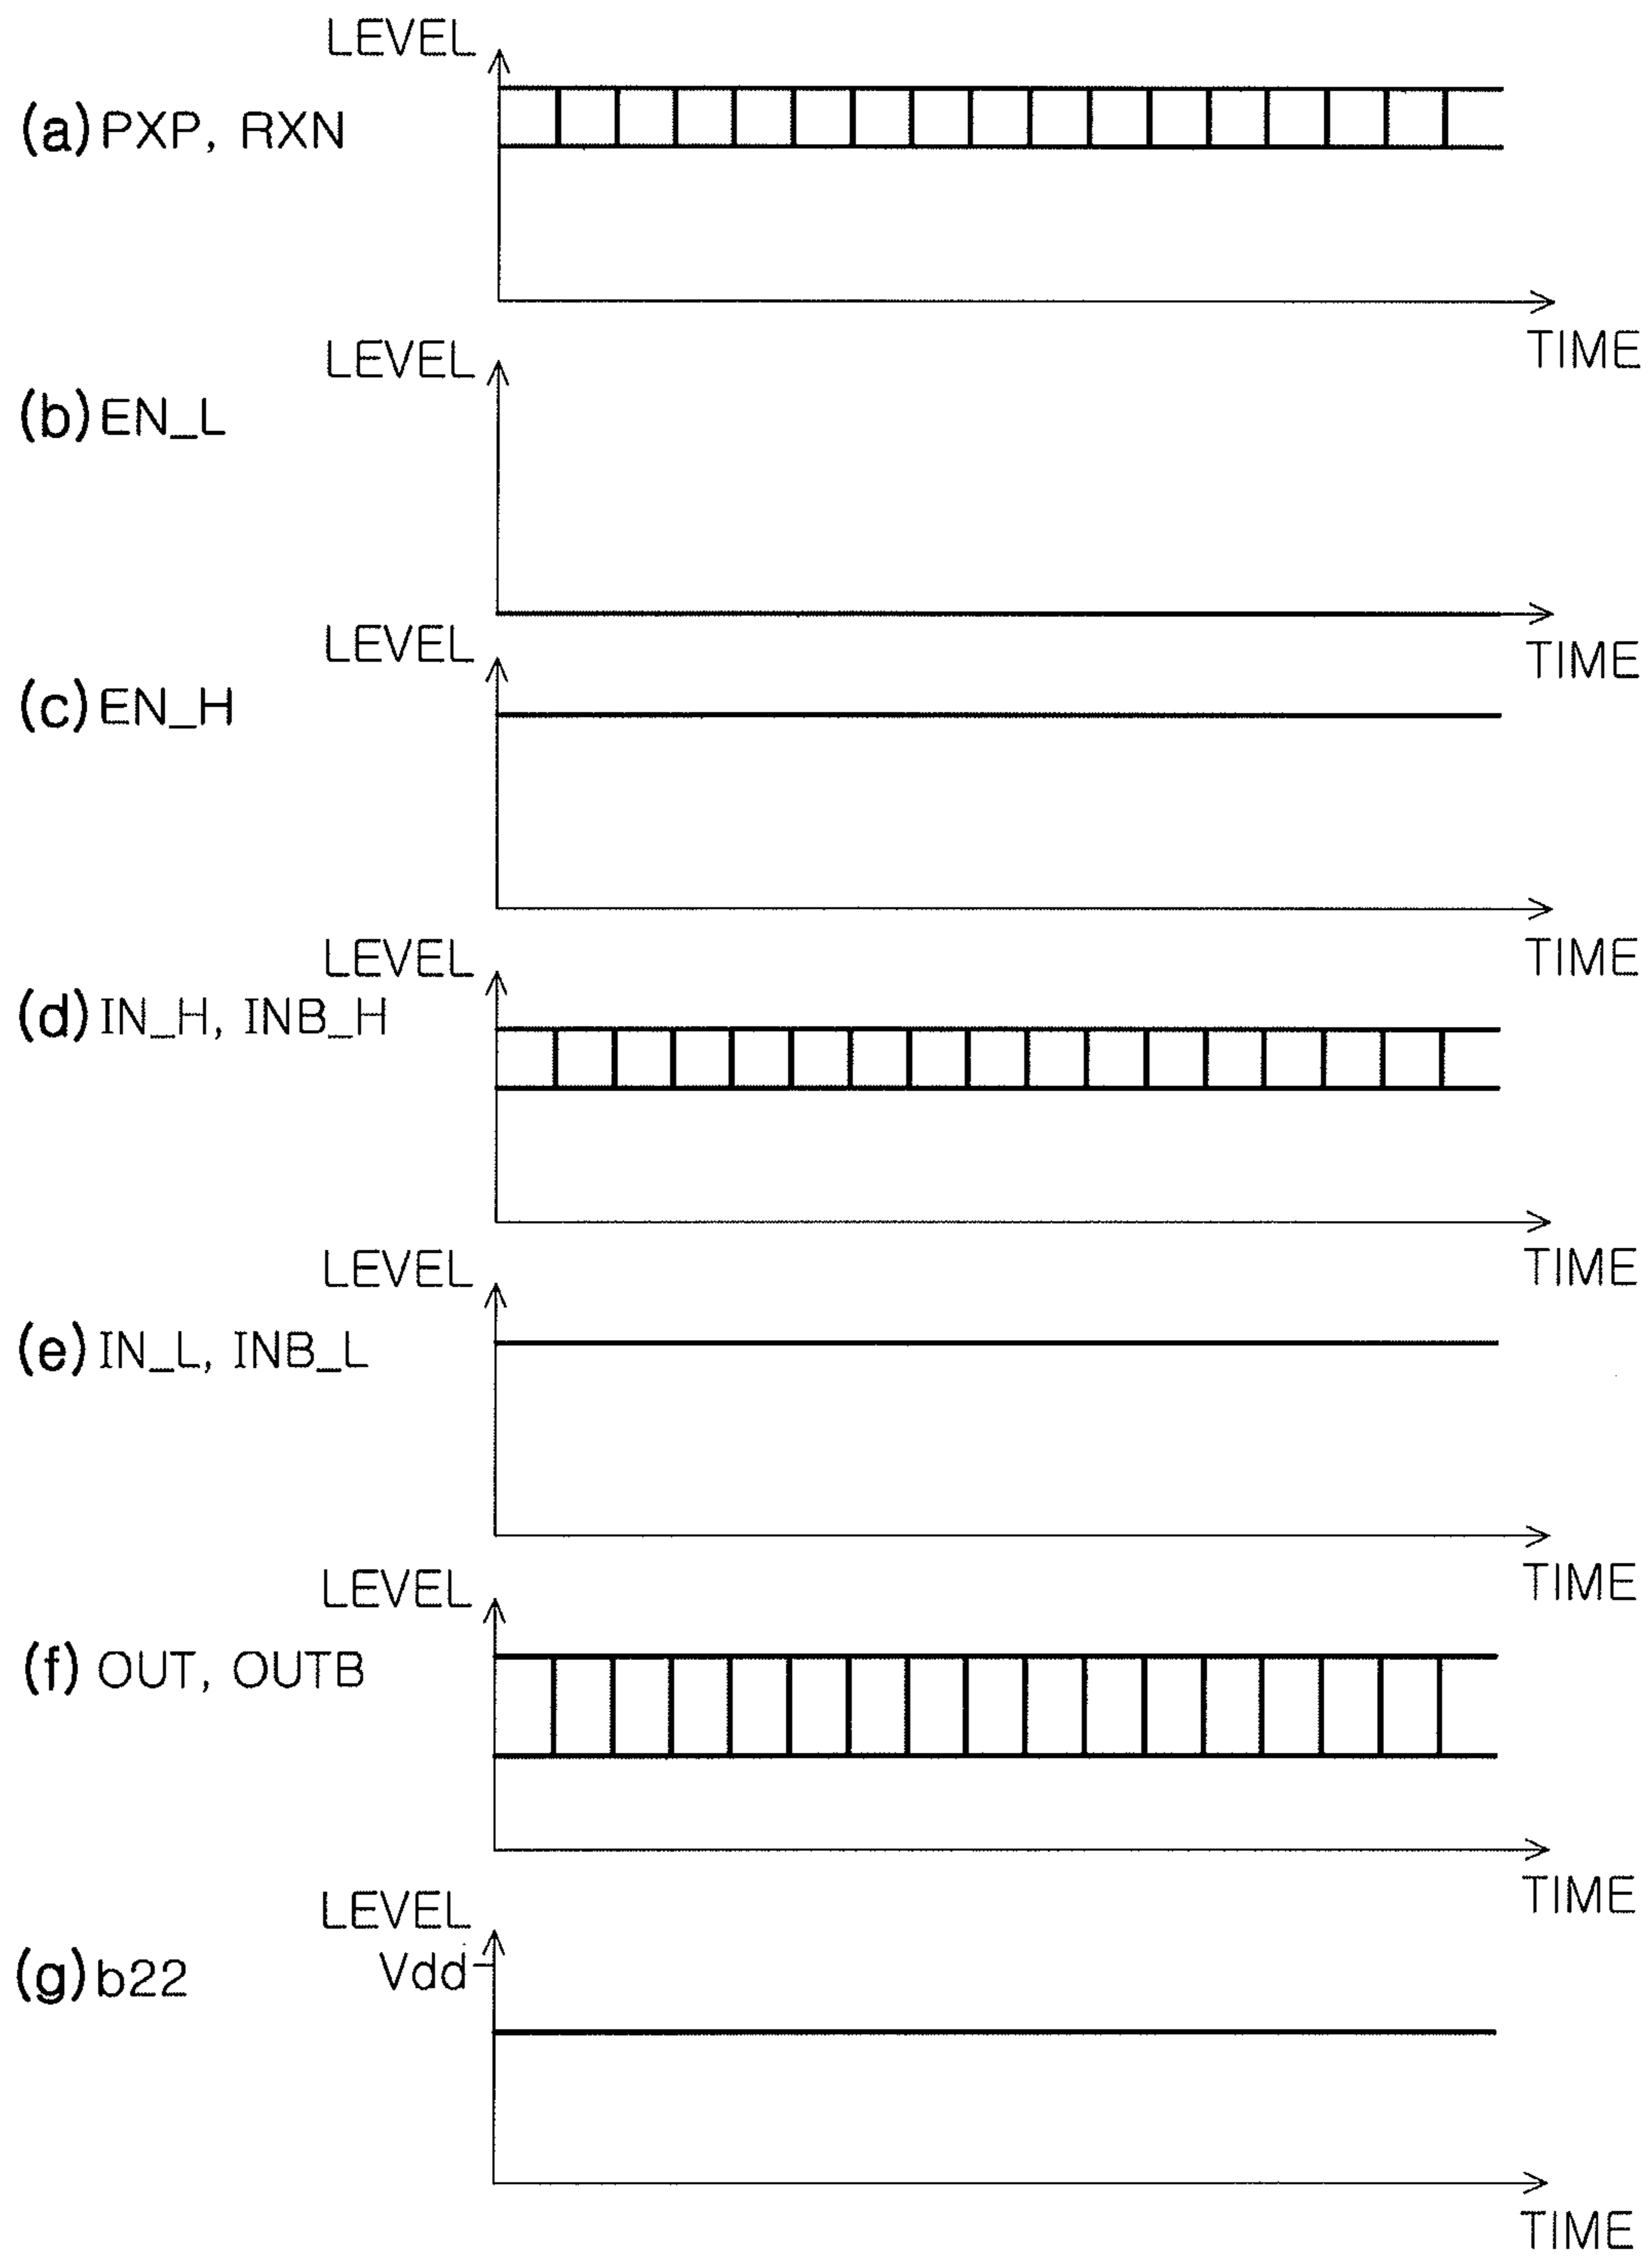 LEVEL
(a) PXP, RXN
TIME
LEVEL
(b) EN_L
TIME
LEVEL
(c) EN_H
TIME
LEVEL
(d) IN_H, INB_H
TIME
LEVEL
(e) IN_L, INB_L
TIME
LEVEL
(f) OUT, OUTB
TIME
LEVEL
(g) b22 Vdd
TIME